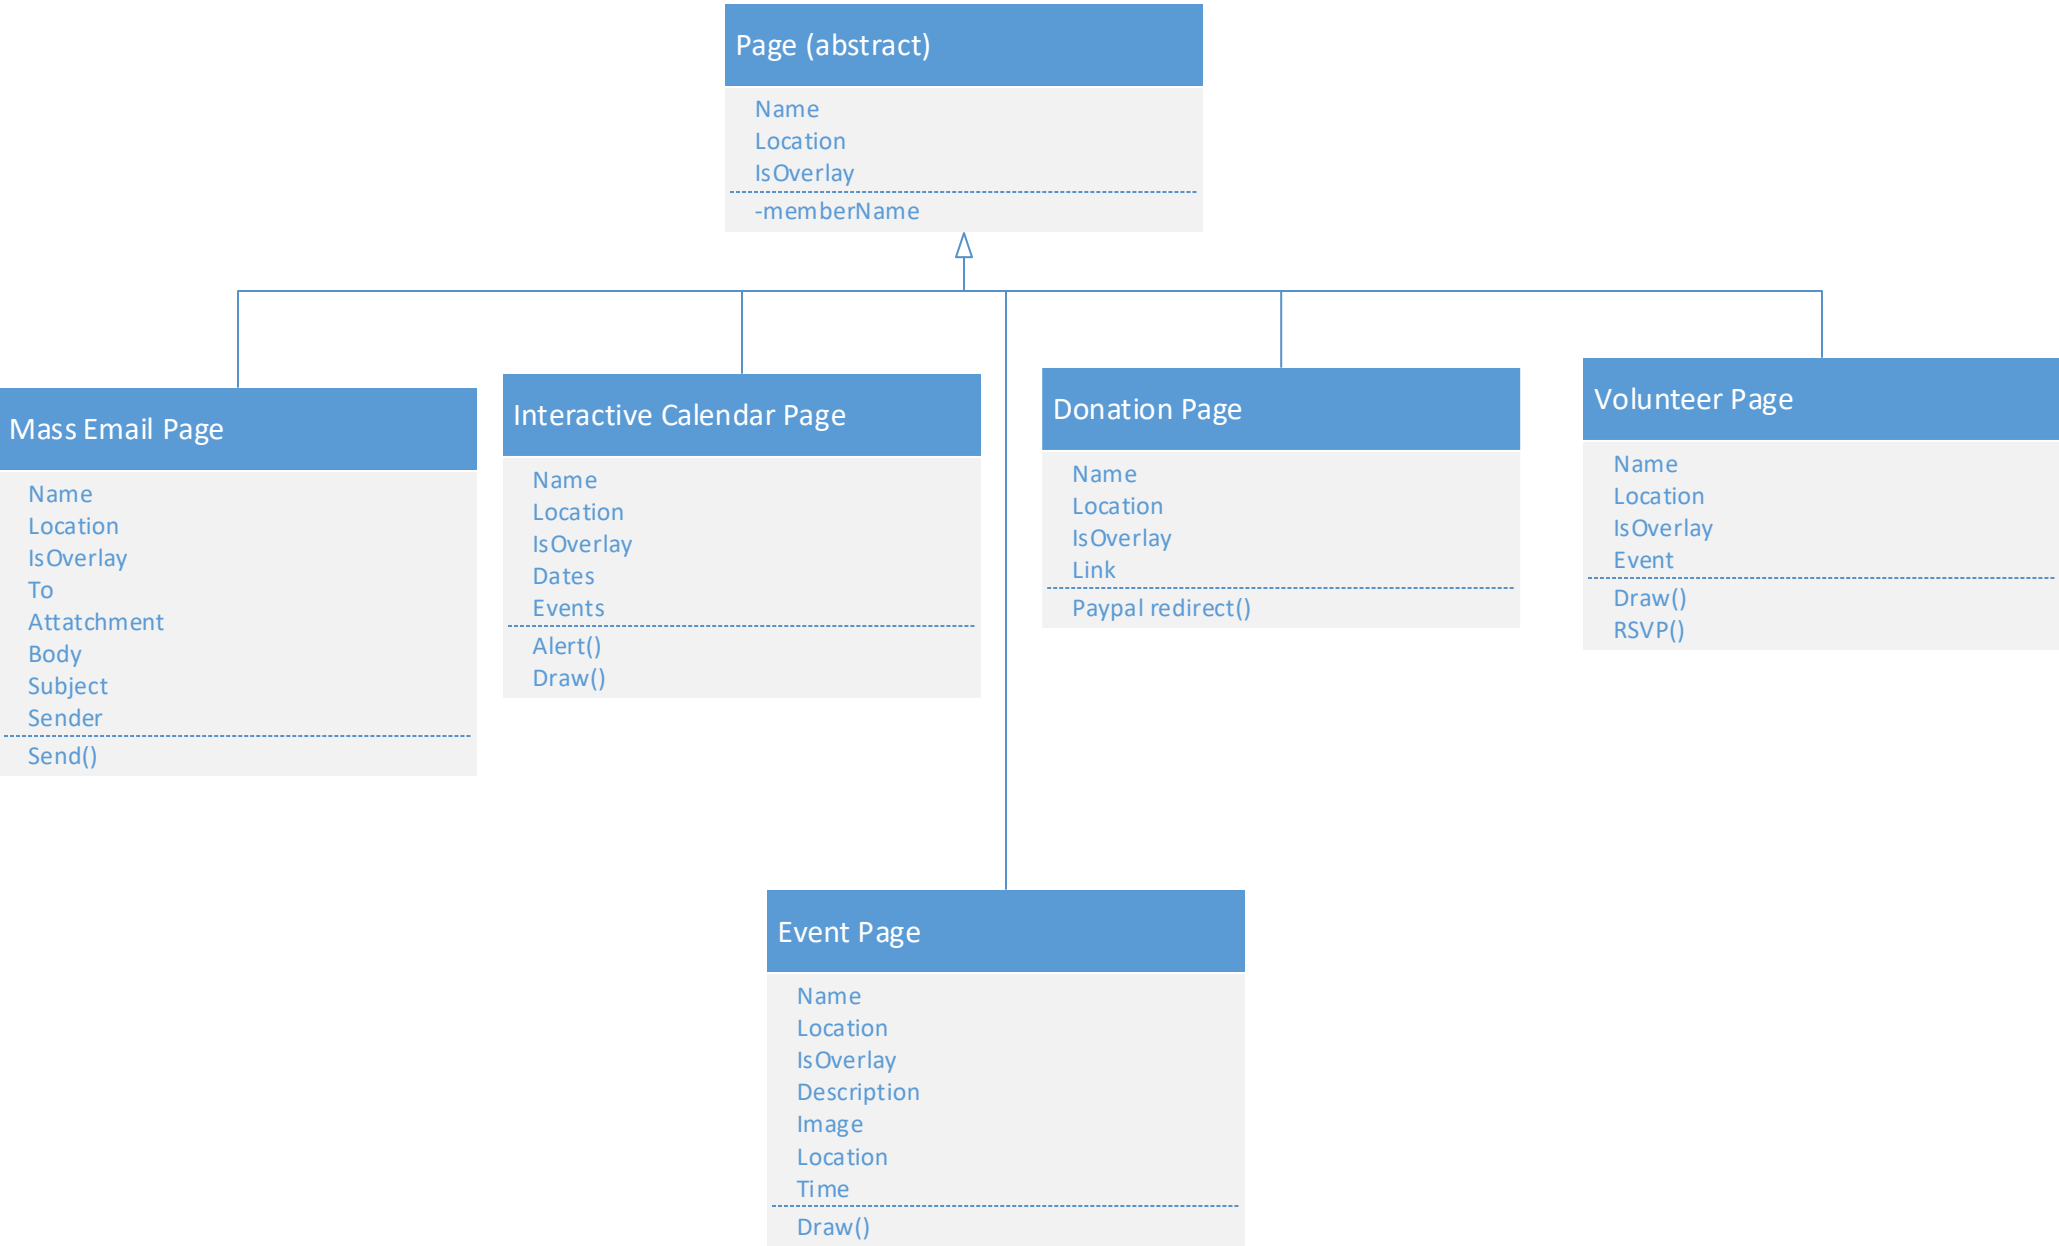 Page (abstract)
Name
Location
IsOverlay
-memberName
Mass Email Page
Name
Location
IsOverlay
To
Attatchment
Body
Subject
Sender
Send()
Interactive Calendar Page
Name
Location
IsOverlay
Dates
Events
Alert()
Draw()
Donation Page
Name
Location
IsOverlay
Link
Paypal redirect()
Volunteer Page
Name
Location
IsOverlay
Event
Draw()
RSVP()
Event Page
Name
Location
IsOverlay
Description
Image
Location
Time
Draw()